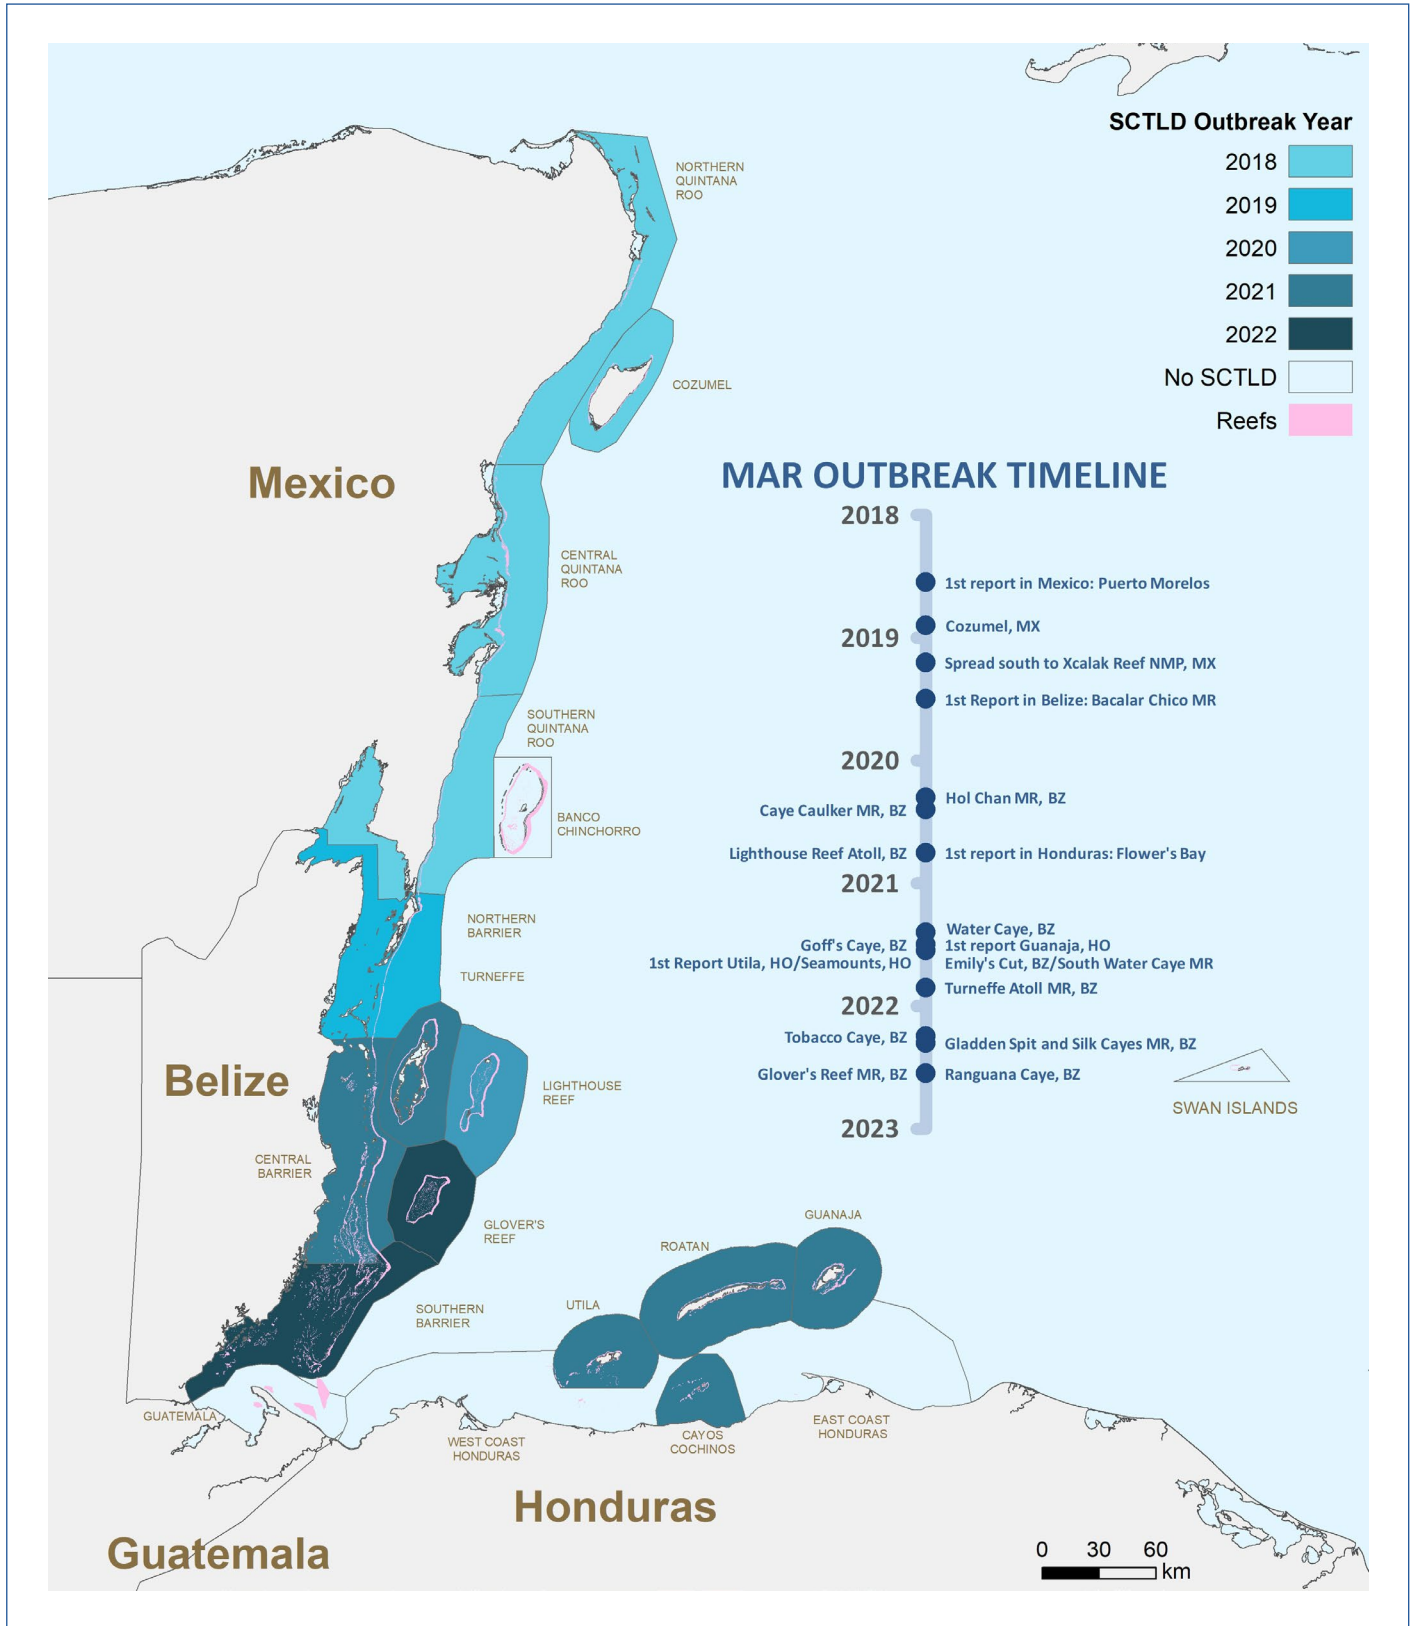 SCTLD Outbreak Year
2018
2019
2020
2021
2022
No SCTLD
Reefs
NORTHERN
QUINTANA
ROO
COZUMEL
Mexico
CENTRAL
QUINTANA
ROO
SOUTHERN
QUINTANA
ROO
BANCO
CHINCHORRO
NORTHERN
BARRIER
TURNEFFE
Belize
LIGHTHOUSE
REEF
CENTRAL
BARRIER
GLOVER'S
REEF
SOUTHERN
BARRIER
MAR OUTBREAK TIMELINE
2018
1st report in Mexico: Puerto Morelos
Cozumel, MX
2019
Spread south to Xcalak Reef NMP, MX
1st Report in Belize: Bacalar Chico MR
2020
Hol Chan MR, BZ
Caye Caulker MR, BZ
Lighthouse Reef Atoll, BZ
1st report in Honduras: Flower's Bay
2021
Water Caye, BZ
Goff's Caye, BZ
1st report Guanaja, HO
1st Report Utila, HO/Seamounts, HO
Emily's Cut, BZ/South Water Caye MR
Turneffe Atoll MR, BZ
2022
Tobacco Caye, BZ
Gladden Spit and Silk Cayes MR, BZ
Glover's Reef MR, BZ
Ranguana Caye, BZ
2023
SWAN ISLANDS
GUANAJA
ROATAN
UTILA
GUATEMALA
WEST COAST
HONDURAS
CAYOS
COCHINOS
EAST COAST
HONDURAS
Honduras
Guatemala
0 30 60
km